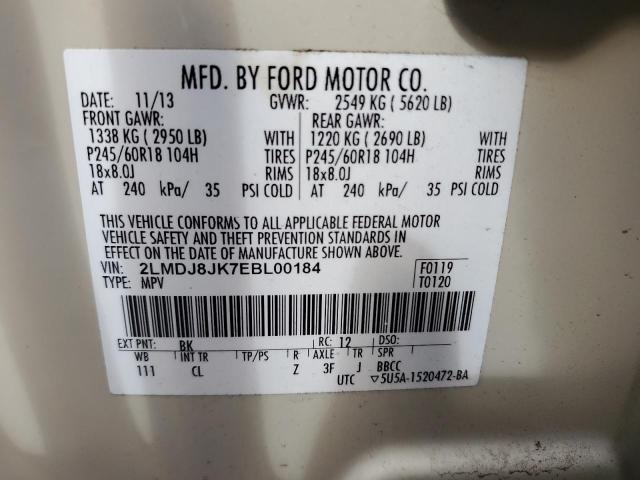 MFD. BY FORD MOTOR CO.
DATE: 11/13 GVWR: 2549 KG ( 5620 LB)
FRONT GAWR: REAR GAWR:
1338 KG ( 2950 LB) WITH 1220 KG ( 2690 LB) WITH
P245/60R18 104H TIRES P245/60R18 104H TIRES
18x8.0J RIMS 18x8.0J RIMS
AT 240 kPa/ 35 PSI COLD AT 240 kPa/ 35 PSI COLD
THIS VEHICLE CONFORMS TO ALL APPLICABLE FEDERAL MOTOR
VEHICLE SAFETY AND THEFT PREVENTION STANDARDS IN
EFFECT ON THE DATE OF MANUFACTURE SHOWN ABOVE.
VIN: 2LMDJ8JK7EBL00184 F0119
TYPE: MPV T0120
EXT PNT: BK RC: 12 DSO:
WB INT TR TP/PS R AXLE TR SPR
111 CL Z 3F J BBCC
UTC ▽5U5A-1520472-BA